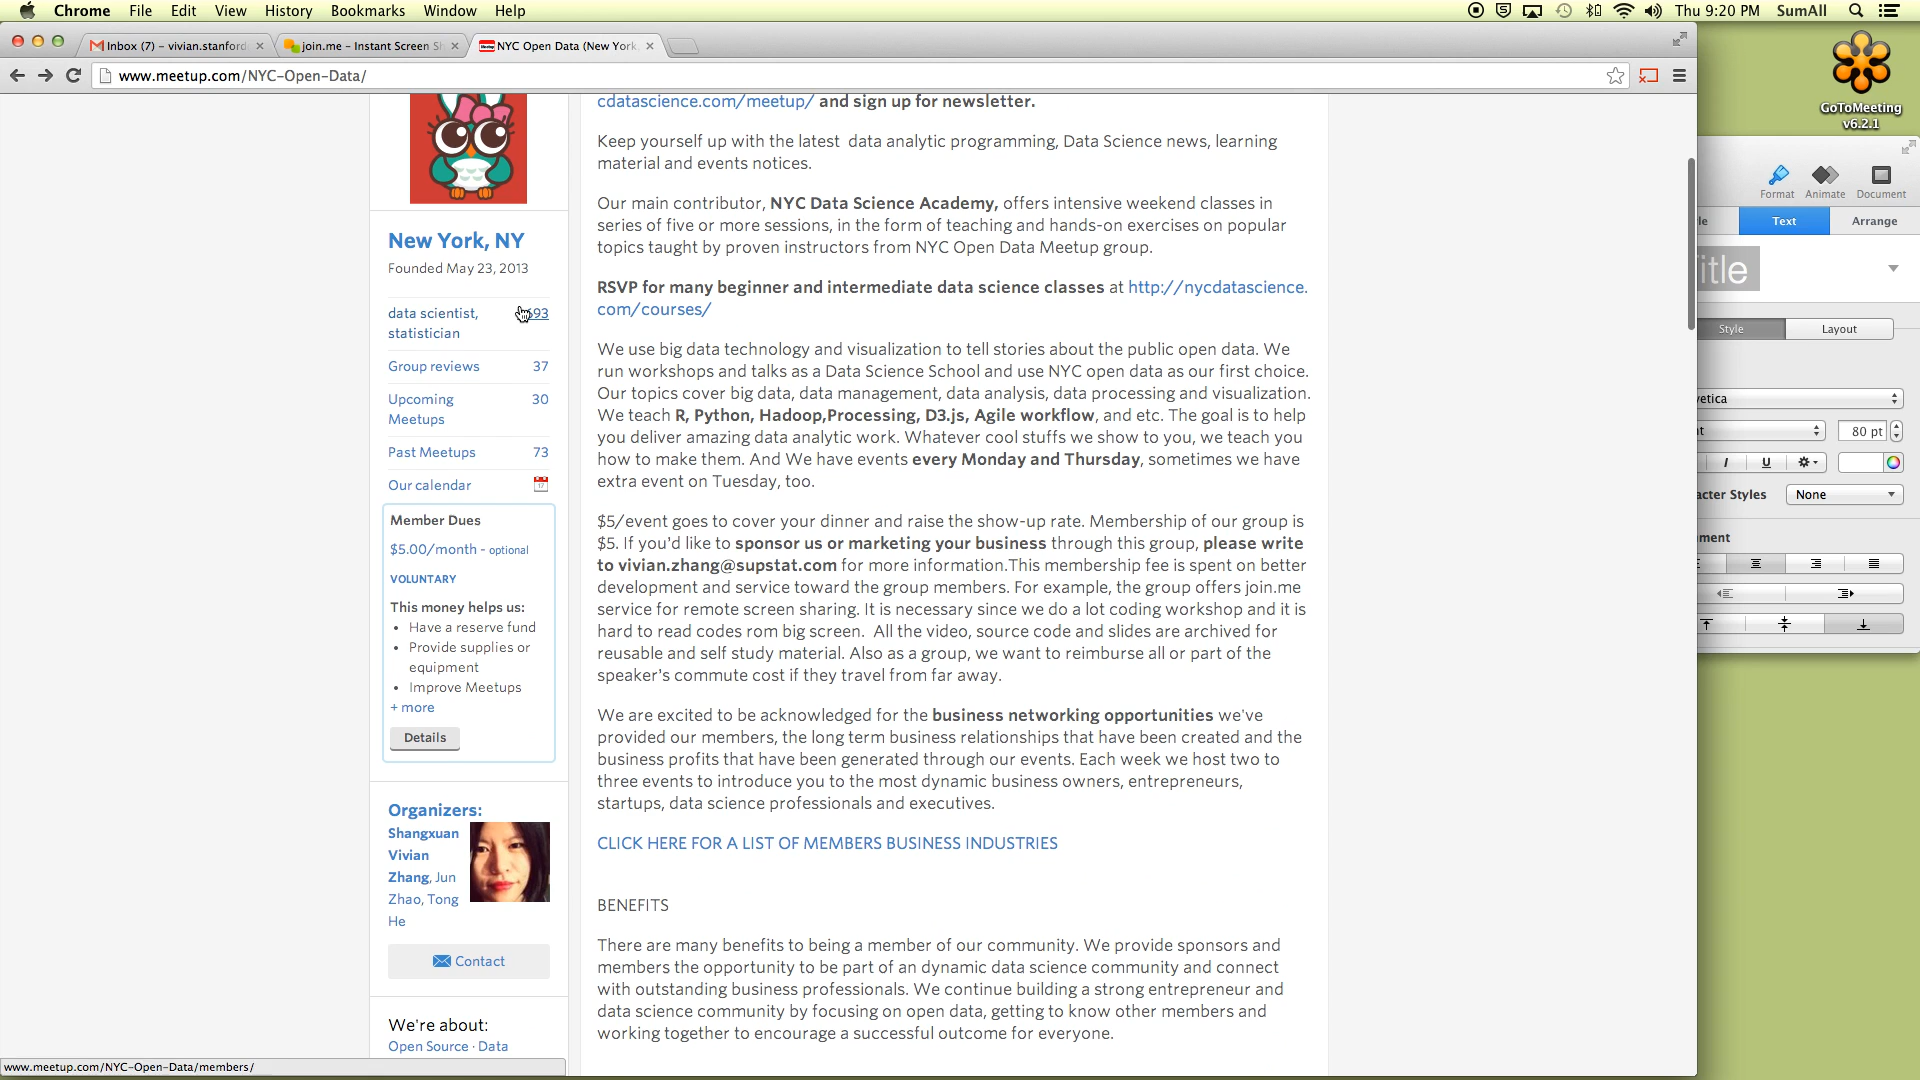 Chrome File Edit View History Bookmarks Window Help
Thu 9:20 PM SumAll
Inbox (7) – vivian.stanford
join.me – Instant Screen Sh
NYC Open Data (New York
www.meetup.com/NYC-Open-Data/
GoToMeeting
v6.2.1
cdatascience.com/meetup/ and sign up for newsletter.
Keep yourself up with the latest data analytic programming, Data Science news, learning
material and events notices.
Our main contributor, NYC Data Science Academy, offers intensive weekend classes in
series of five or more sessions, in the form of teaching and hands-on exercises on popular
topics taught by proven instructors from NYC Open Data Meetup group.
RSVP for many beginner and intermediate data science classes at http://nycdatascience.
com/courses/
We use big data technology and visualization to tell stories about the public open data. We
run workshops and talks as a Data Science School and use NYC open data as our first choice.
Our topics cover big data, data management, data analysis, data processing and visualization.
We teach R, Python, Hadoop,Processing, D3.js, Agile workflow, and etc. The goal is to help
you deliver amazing data analytic work. Whatever cool stuffs we show to you, we teach you
how to make them. And We have events every Monday and Thursday, sometimes we have
extra event on Tuesday, too.
$5/event goes to cover your dinner and raise the show-up rate. Membership of our group is
$5. If you'd like to sponsor us or marketing your business through this group, please write
to vivian.zhang@supstat.com for more information.This membership fee is spent on better
development and service toward the group members. For example, the group offers join.me
service for remote screen sharing. It is necessary since we do a lot coding workshop and it is
hard to read codes rom big screen. All the video, source code and slides are archived for
reusable and self study material. Also as a group, we want to reimburse all or part of the
speaker's commute cost if they travel from far away.
We are excited to be acknowledged for the business networking opportunities we've
provided our members, the long term business relationships that have been created and the
business profits that have been generated through our events. Each week we host two to
three events to introduce you to the most dynamic business owners, entrepreneurs,
startups, data science professionals and executives.
CLICK HERE FOR A LIST OF MEMBERS BUSINESS INDUSTRIES
BENEFITS
There are many benefits to being a member of our community. We provide sponsors and
members the opportunity to be part of an dynamic data science community and connect
with outstanding business professionals. We continue building a strong entrepreneur and
data science community by focusing on open data, getting to know other members and
working together to encourage a successful outcome for everyone.
New York, NY
Founded May 23, 2013
data scientist,
statistician
Group reviews 37
Upcoming 30
Meetups
Past Meetups 73
Our calendar
Member Dues
$5.00/month - optional
VOLUNTARY
This money helps us:
• Have a reserve fund
• Provide supplies or
equipment
• Improve Meetups
+ more
Details
Organizers:
Shangxuan
Vivian
Zhang, Jun
Zhao, Tong
He
Contact
We're about:
Open Source · Data
www.meetup.com/NYC-Open-Data/members/
Format Animate Document
Text Arrange
Style Layout
80 pt
I U
None
Styles